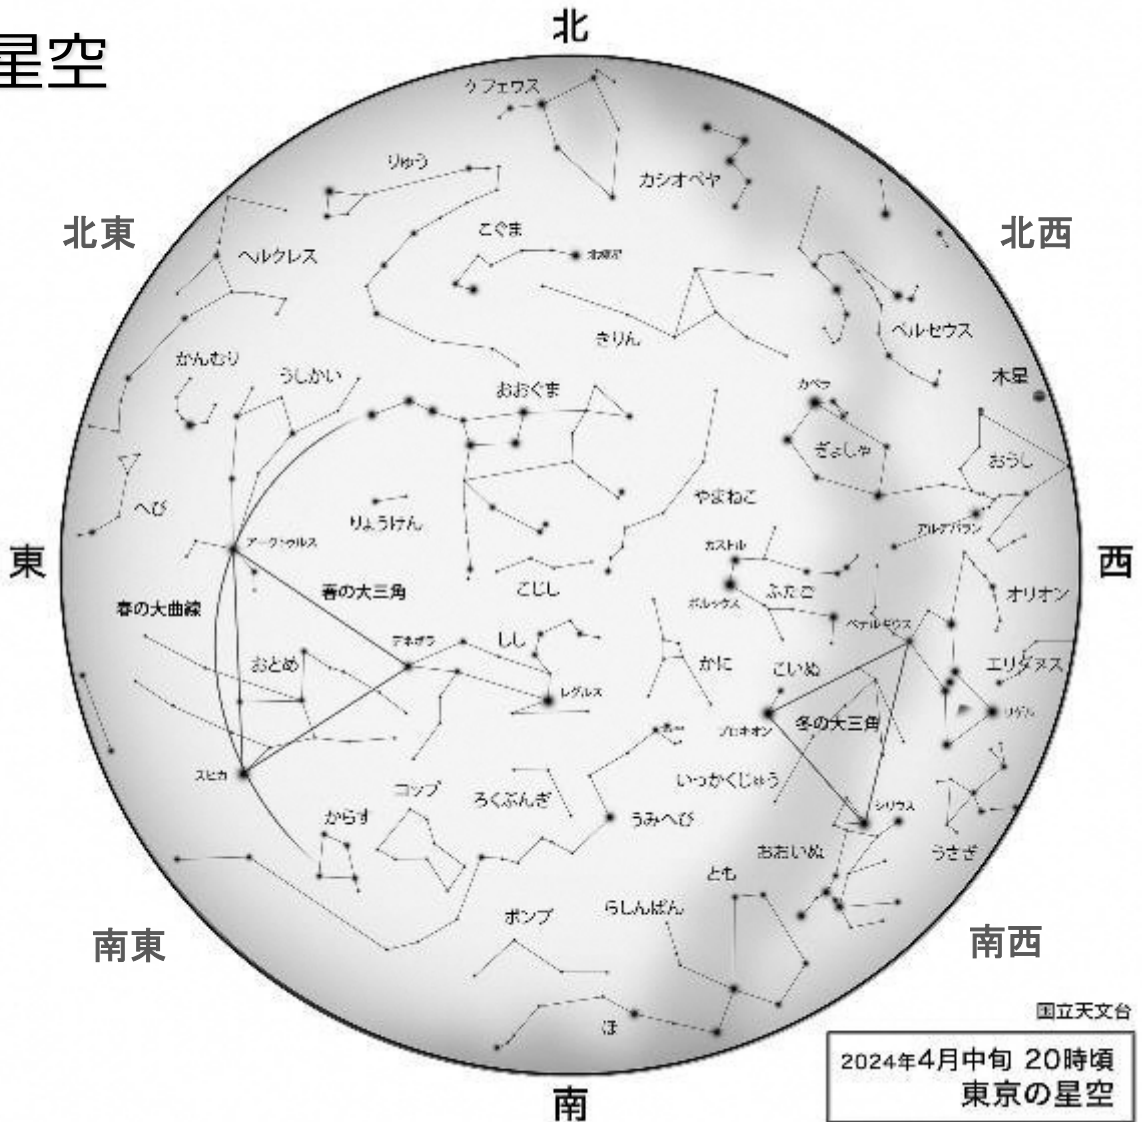 星空
北
ケフェウス
りゅう
カシオペヤ
北東
こぐま
北西
ヘルクレス
北極星
きりん
ペルセウス
かんむり
うしかい
おおぐま
カペラ
木星
ぎょしゃ
おうし
へび
りょうけん
やまねこ
アルデバラン
アークトゥルス
カストル
東
西
春の大三角
こじし
ふたご
オリオン
春の大曲線
ポルックス
ベテルギウス
デネボラ
しし
おとめ
かに
こいぬ
エリダヌス
レグルス
リゲル
プロキオン
冬の大三角
スピカ
いっかくじゅう
コップ
ろくぶんぎ
シリウス
からす
うみへび
おおいぬ
うさぎ
とも
らしんばん
ポンプ
南東
南西
国立天文台
ほ
2024年4月中旬 20時頃
東京の星空
南